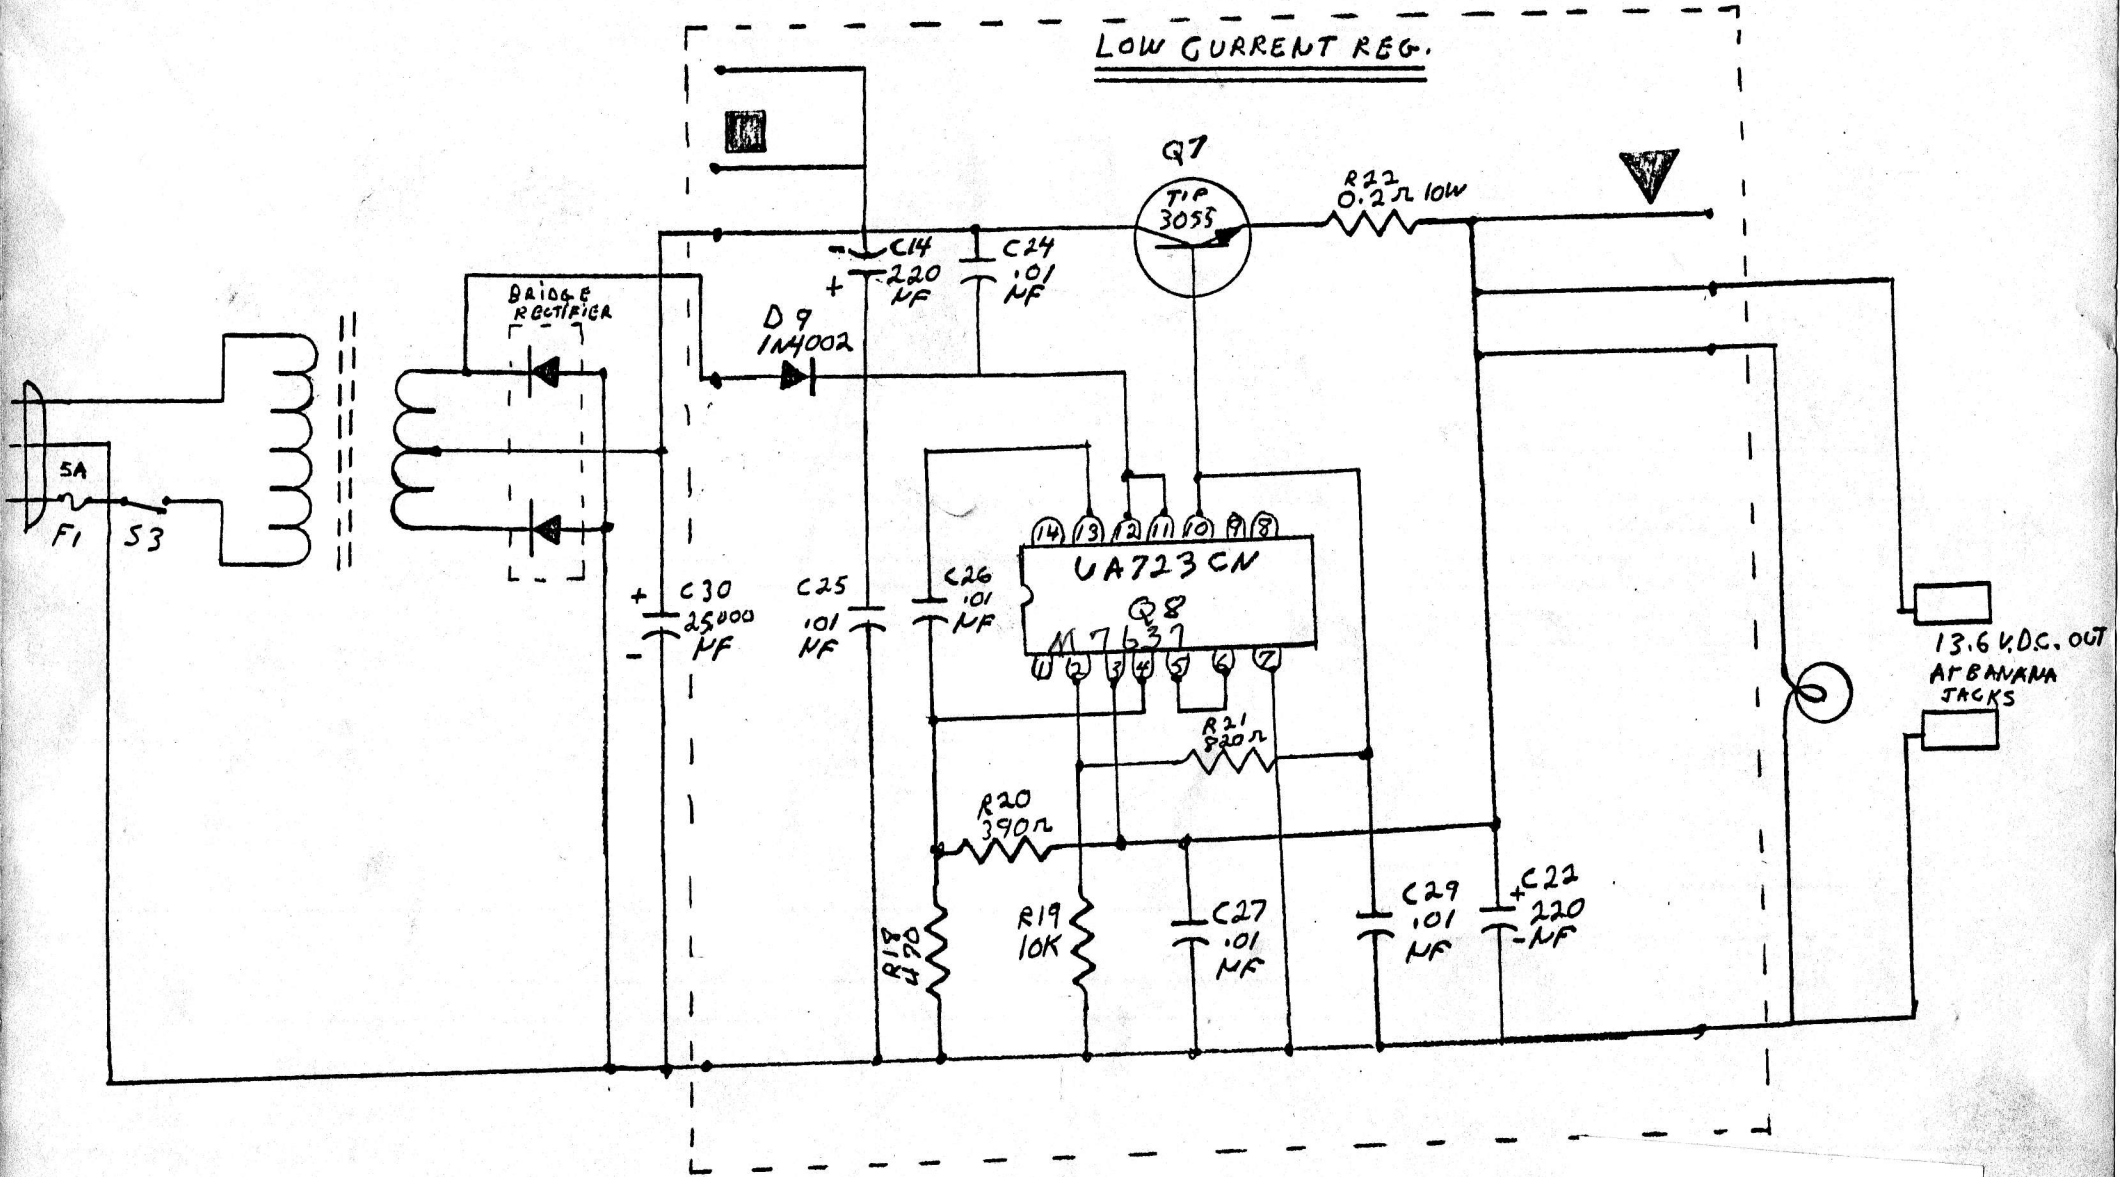 LOW CURRENT REG.
Q7
TIP
3055
R22
0.2Ω 10W
- C14
220
+ µF
C24
.01
µF
BRIDGE
RECTIFIER
D9
1N4002
5A
F1
S3
+ C30
25,000
- µF
C25
.01
µF
C26
.01
µF
14 13 12 11 10 9 8
UA723CN
Q8
1 2 3 4 5 6 7
13.6 V.D.C. OUT
AT BANANA
JACKS
R21
820Ω
R20
390Ω
R18
470
R19
10K
C27
.01
µF
C29
.01
µF
+ C22
220
- µF